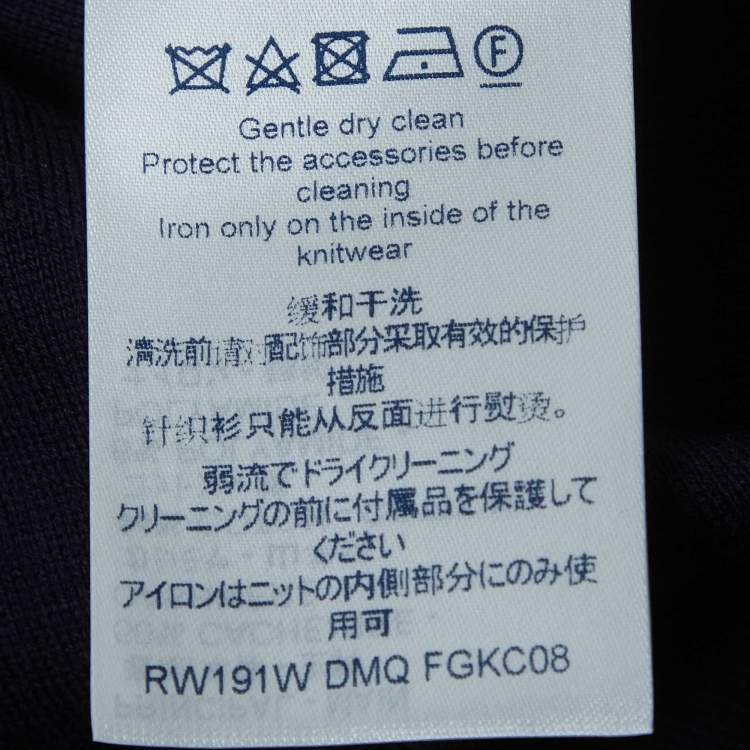 F
Gentle dry clean
Protect the accessories before
cleaning
Iron only on the inside of the
knitwear
缓和干洗
清洗前请对配饰部分采取有效的保护
措施
针织衫只能从反面进行熨烫。
弱流でドライクリーニング
クリーニングの前に付属品を保護して
ください
アイロンはニットの内側部分にのみ使
用可
RW191W DMQ FGKC08